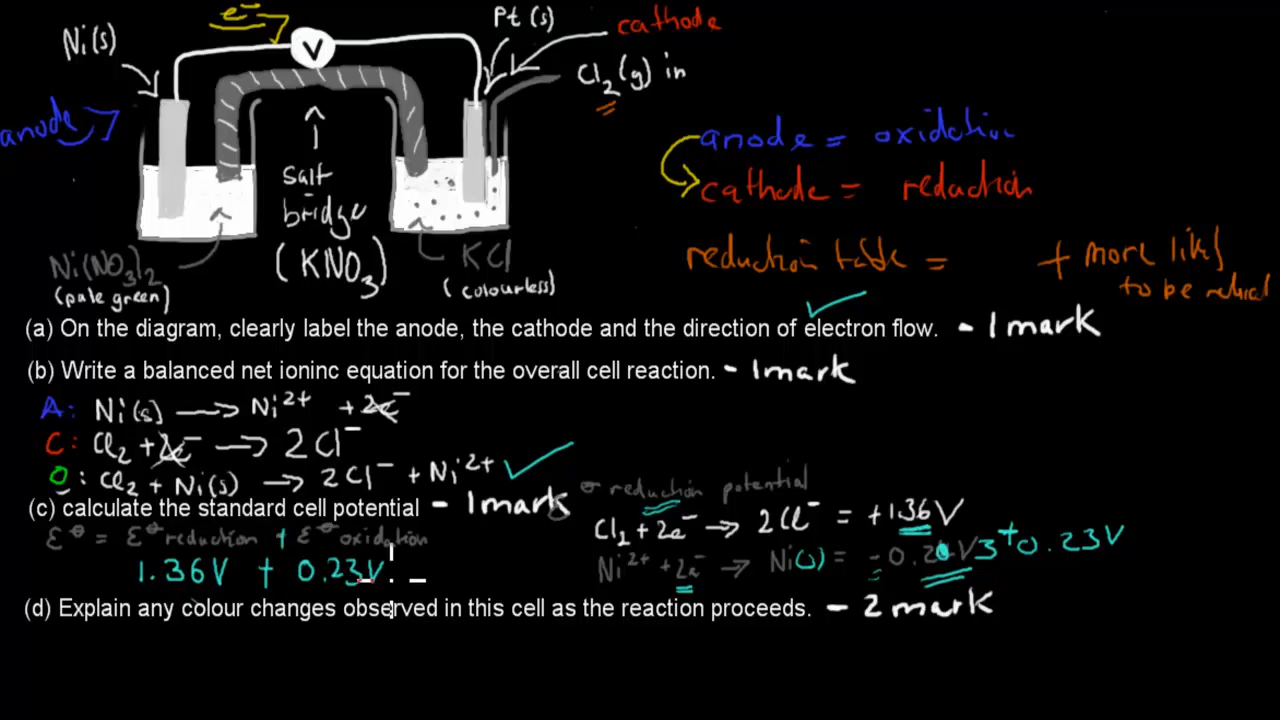 e⁻
Pt (s)
cathode
Ni(s)
V
Cl₂(g) in
anode
anode = oxidation
cathode = reduction
salt
bridge
(KNO₃)
Ni(NO₃)₂
(pale green)
KCl
(colourless)
reduction table = + more likely
to be
(a) On the diagram, clearly label the anode, the cathode and the direction of electron flow. - 1 mark
(b) Write a balanced net ioninc equation for the overall cell reaction. - 1 mark
A: Ni(s) → Ni²⁺ + 2e⁻
C: Cl₂ + 2e⁻ → 2Cl⁻
O: Cl₂ + Ni(s) → 2Cl⁻ + Ni²⁺
(c) calculate the standard cell potential - 1 mark
reduction potential
Cl₂ + 2e⁻ → 2Cl⁻ = +1.36V
Ɛ⊖ = Ɛ⊖ reduction + Ɛ⊖ oxidation
Ni²⁺ + 2e⁻ → Ni(s) = -0.2 V 3 +0.23V
1.36V + 0.23V
(d) Explain any colour changes observed in this cell as the reaction proceeds. - 2 mark